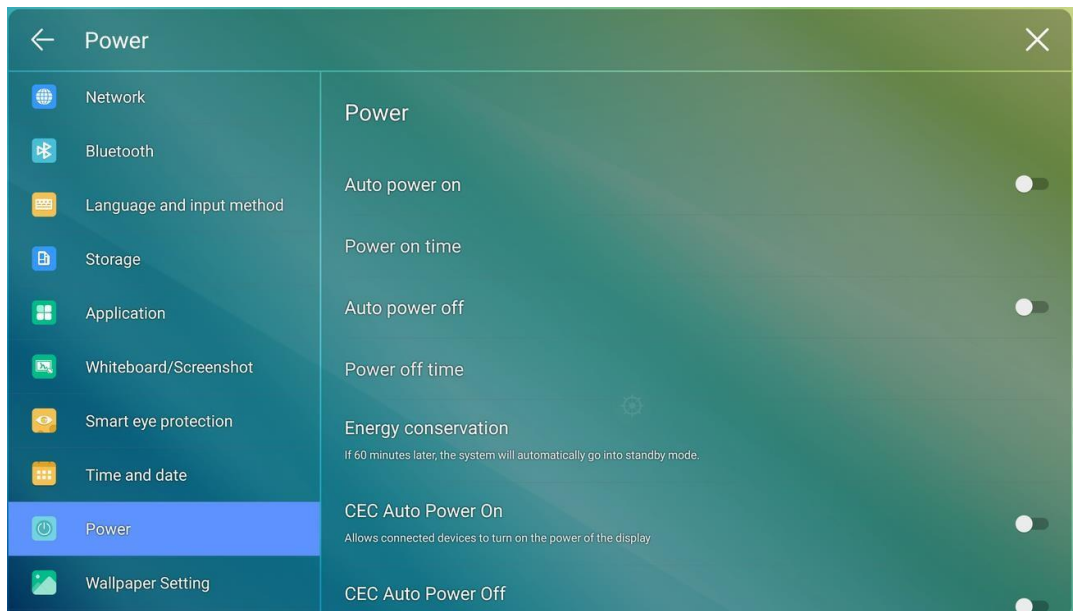 Power
Network
Bluetooth
Language and input method
Storage
Application
Whiteboard/Screenshot
Smart eye protection
Time and date
Power
Wallpaper Setting
Power
Auto power on
Power on time
Auto power off
Power off time
Energy conservation
If 60 minutes later, the system will automatically go into standby mode.
CEC Auto Power On
Allows connected devices to turn on the power of the display
CEC Auto Power Off